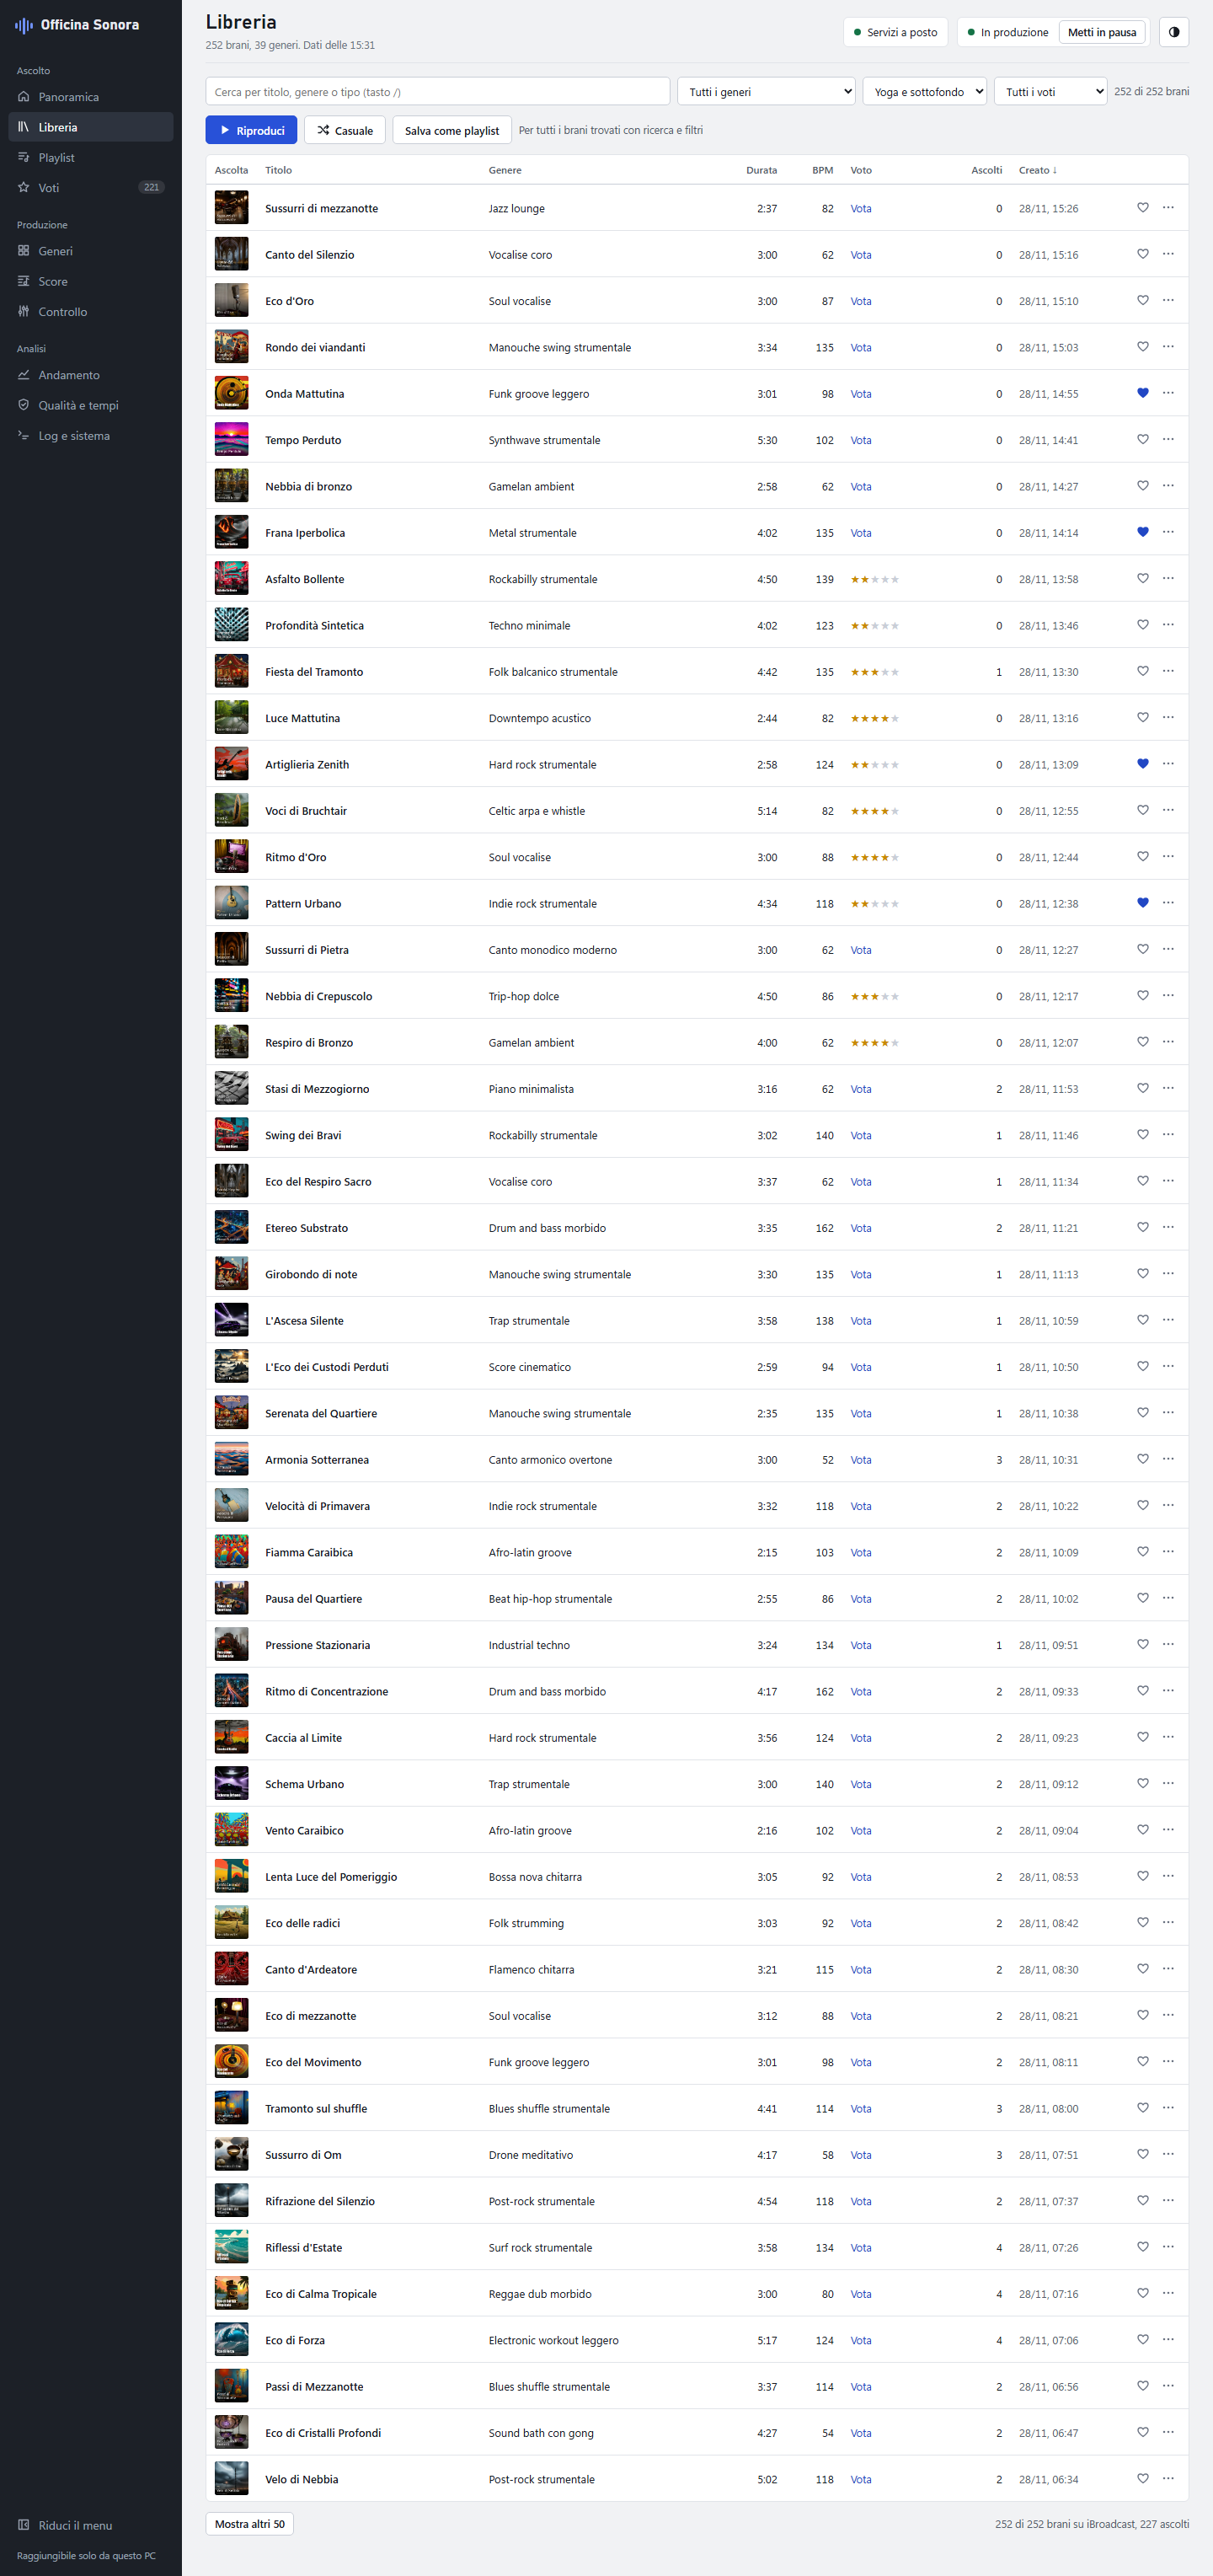 Officina Sonora
Ascolto
Panoramica
Libreria
Playlist
Voti 221
Produzione
Generi
Score
Controllo
Analisi
Andamento
Qualità e tempi
Log e sistema
Riduci il menu
Raggiungibile solo da questo PC
Libreria
252 brani, 39 generi. Dati delle 15:31
Servizi a posto
In produzione Metti in pausa
Cerca per titolo, genere o tipo (tasto /) Tutti i generi Yoga e sottofondo Tutti i voti 252 di 252 brani
Riproduci Casuale Salva come playlist Per tutti i brani trovati con ricerca e filtri
Ascolta Titolo Genere Durata BPM Voto Ascolti Creato ↓
Sussurri di mezzanotte Jazz lounge 2:37 82 Vota 0 28/11, 15:26
Canto del Silenzio Vocalise coro 3:00 62 Vota 0 28/11, 15:16
Eco d'Oro Soul vocalise 3:00 87 Vota 0 28/11, 15:10
Rondo dei viandanti Manouche swing strumentale 3:34 135 Vota 0 28/11, 15:03
Onda Mattutina Funk groove leggero 3:01 98 Vota 0 28/11, 14:55
Tempo Perduto Synthwave strumentale 5:30 102 Vota 0 28/11, 14:41
Nebbia di bronzo Gamelan ambient 2:58 62 Vota 0 28/11, 14:27
Frana Iperbolica Metal strumentale 4:02 135 Vota 0 28/11, 14:14
Asfalto Bollente Rockabilly strumentale 4:50 139 ★★★★★ 0 28/11, 13:58
Profondità Sintetica Techno minimale 4:02 123 ★★★★★ 0 28/11, 13:46
Fiesta del Tramonto Folk balcanico strumentale 4:42 135 ★★★★★ 1 28/11, 13:30
Luce Mattutina Downtempo acustico 2:44 82 ★★★★★ 0 28/11, 13:16
Artiglieria Zenith Hard rock strumentale 2:58 124 ★★★★★ 0 28/11, 13:09
Voci di Bruchtair Celtic arpa e whistle 5:14 82 ★★★★★ 0 28/11, 12:55
Ritmo d'Oro Soul vocalise 3:00 88 ★★★★★ 0 28/11, 12:44
Pattern Urbano Indie rock strumentale 4:34 118 ★★★★★ 0 28/11, 12:38
Sussurri di Pietra Canto monodico moderno 3:00 62 Vota 0 28/11, 12:27
Nebbia di Crepuscolo Trip-hop dolce 4:50 86 ★★★★★ 0 28/11, 12:17
Respiro di Bronzo Gamelan ambient 4:00 62 ★★★★★ 0 28/11, 12:07
Stasi di Mezzogiorno Piano minimalista 3:16 62 Vota 2 28/11, 11:53
Swing dei Bravi Rockabilly strumentale 3:02 140 Vota 1 28/11, 11:46
Eco del Respiro Sacro Vocalise coro 3:37 62 Vota 1 28/11, 11:34
Etereo Substrato Drum and bass morbido 3:35 162 Vota 2 28/11, 11:21
Girobondo di note Manouche swing strumentale 3:30 135 Vota 1 28/11, 11:13
L'Ascesa Silente Trap strumentale 3:58 138 Vota 1 28/11, 10:59
L'Eco dei Custodi Perduti Score cinematico 2:59 94 Vota 1 28/11, 10:50
Serenata del Quartiere Manouche swing strumentale 2:35 135 Vota 1 28/11, 10:38
Armonia Sotterranea Canto armonico overtone 3:00 52 Vota 3 28/11, 10:31
Velocità di Primavera Indie rock strumentale 3:32 118 Vota 2 28/11, 10:22
Fiamma Caraibica Afro-latin groove 2:15 103 Vota 2 28/11, 10:09
Pausa del Quartiere Beat hip-hop strumentale 2:55 86 Vota 2 28/11, 10:02
Pressione Stazionaria Industrial techno 3:24 134 Vota 1 28/11, 09:51
Ritmo di Concentrazione Drum and bass morbido 4:17 162 Vota 2 28/11, 09:33
Caccia al Limite Hard rock strumentale 3:56 124 Vota 2 28/11, 09:23
Schema Urbano Trap strumentale 3:00 140 Vota 2 28/11, 09:12
Vento Caraibico Afro-latin groove 2:16 102 Vota 2 28/11, 09:04
Lenta Luce del Pomeriggio Bossa nova chitarra 3:05 92 Vota 2 28/11, 08:53
Eco delle radici Folk strumming 3:03 92 Vota 2 28/11, 08:42
Canto d'Ardeatore Flamenco chitarra 3:21 115 Vota 2 28/11, 08:30
Eco di mezzanotte Soul vocalise 3:12 88 Vota 2 28/11, 08:21
Eco del Movimento Funk groove leggero 3:01 98 Vota 2 28/11, 08:11
Tramonto sul shuffle Blues shuffle strumentale 4:41 114 Vota 3 28/11, 08:00
Sussurro di Om Drone meditativo 4:17 58 Vota 3 28/11, 07:51
Rifrazione del Silenzio Post-rock strumentale 4:54 118 Vota 2 28/11, 07:37
Riflessi d'Estate Surf rock strumentale 3:58 134 Vota 4 28/11, 07:26
Eco di Calma Tropicale Reggae dub morbido 3:00 80 Vota 4 28/11, 07:16
Eco di Forza Electronic workout leggero 5:17 124 Vota 4 28/11, 07:06
Passi di Mezzanotte Blues shuffle strumentale 3:37 114 Vota 2 28/11, 06:56
Eco di Cristalli Profondi Sound bath con gong 4:27 54 Vota 2 28/11, 06:47
Velo di Nebbia Post-rock strumentale 5:02 118 Vota 2 28/11, 06:34
Mostra altri 50 252 di 252 brani su iBroadcast, 227 ascolti